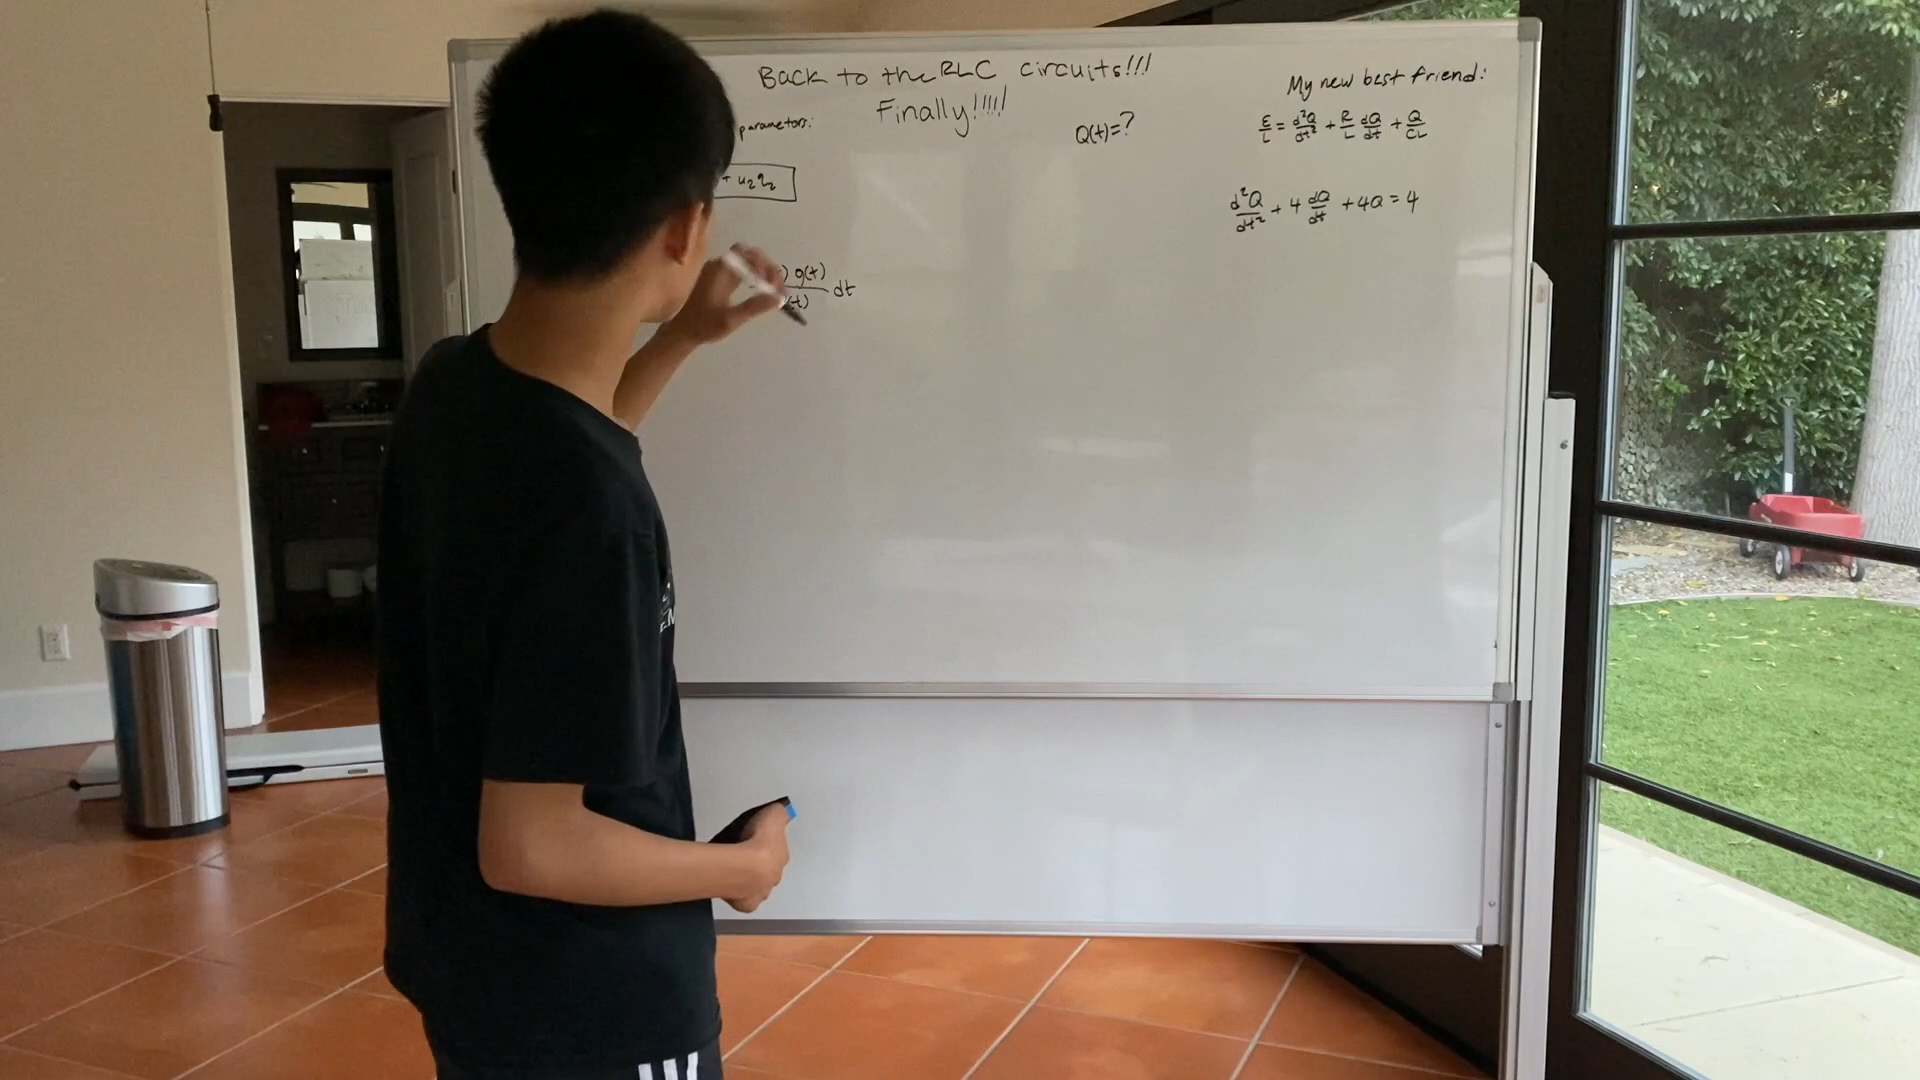 Back to the RLC circuits!!!
Finally!!!!!
My new best friend:
parameters:
Q(t)=?
E/L = d²Q/dt² + R/L dQ/dt + Q/CL
+ u₂y₂
d²Q/dt² + 4 dQ/dt + 4Q = 4
t) g(t)
(t) dt